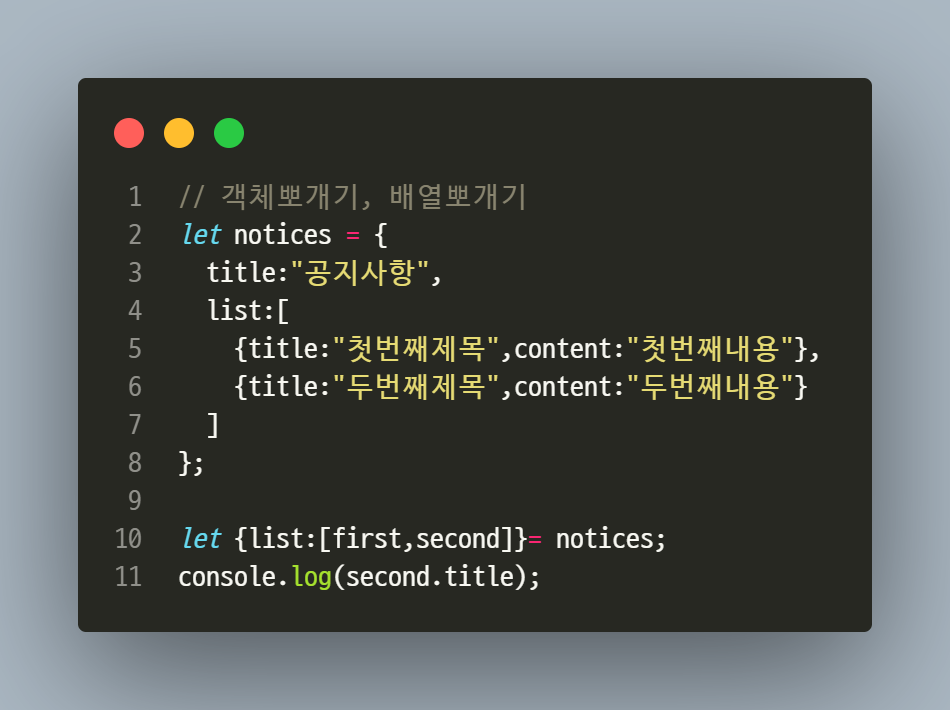 1 // 객체뽀개기, 배열뽀개기
2 let notices = {
3   title:"공지사항",
4   list:[
5     {title:"첫번째제목",content:"첫번째내용"},
6     {title:"두번째제목",content:"두번째내용"}
7   ]
8 };
9
10 let {list:[first,second]}= notices;
11 console.log(second.title);